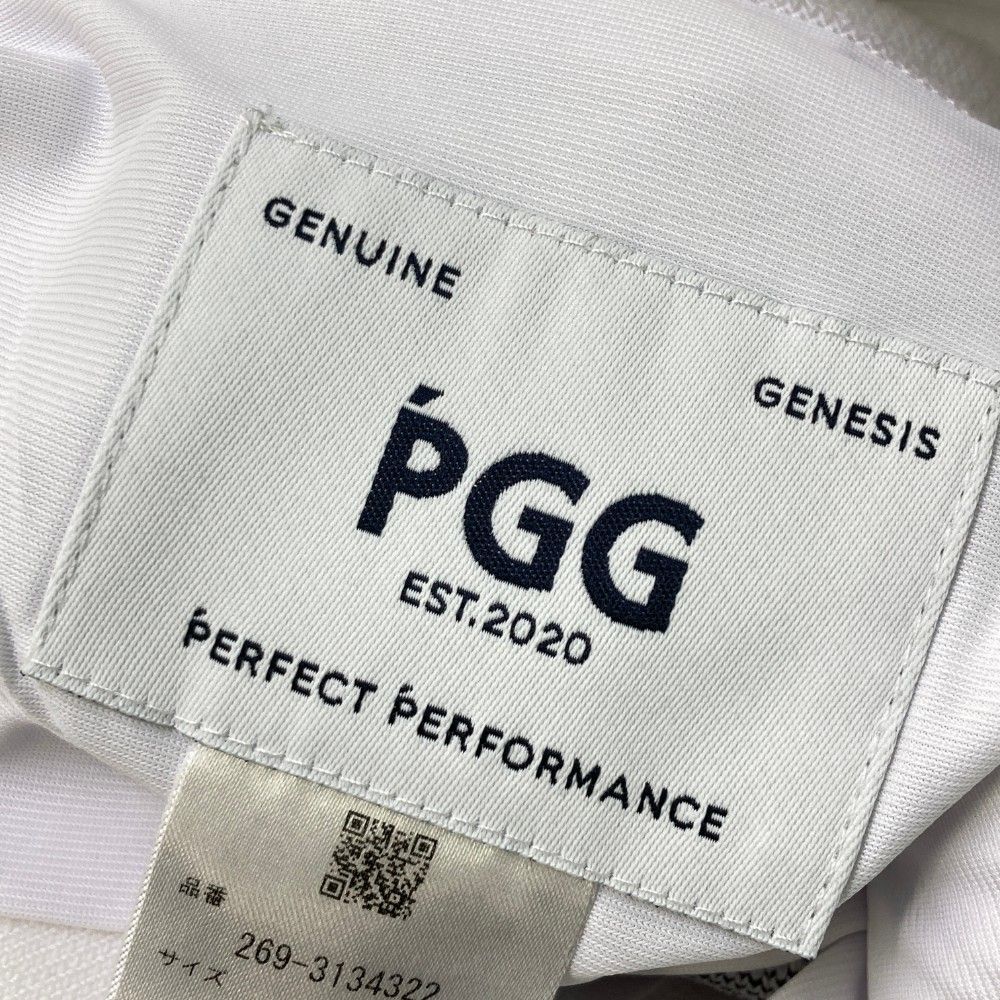 GENUINE
GENESIS
ṔGG
EST.2020
ṔERFECT ṔERFORMANCE
品番
269-3134322
サイズ